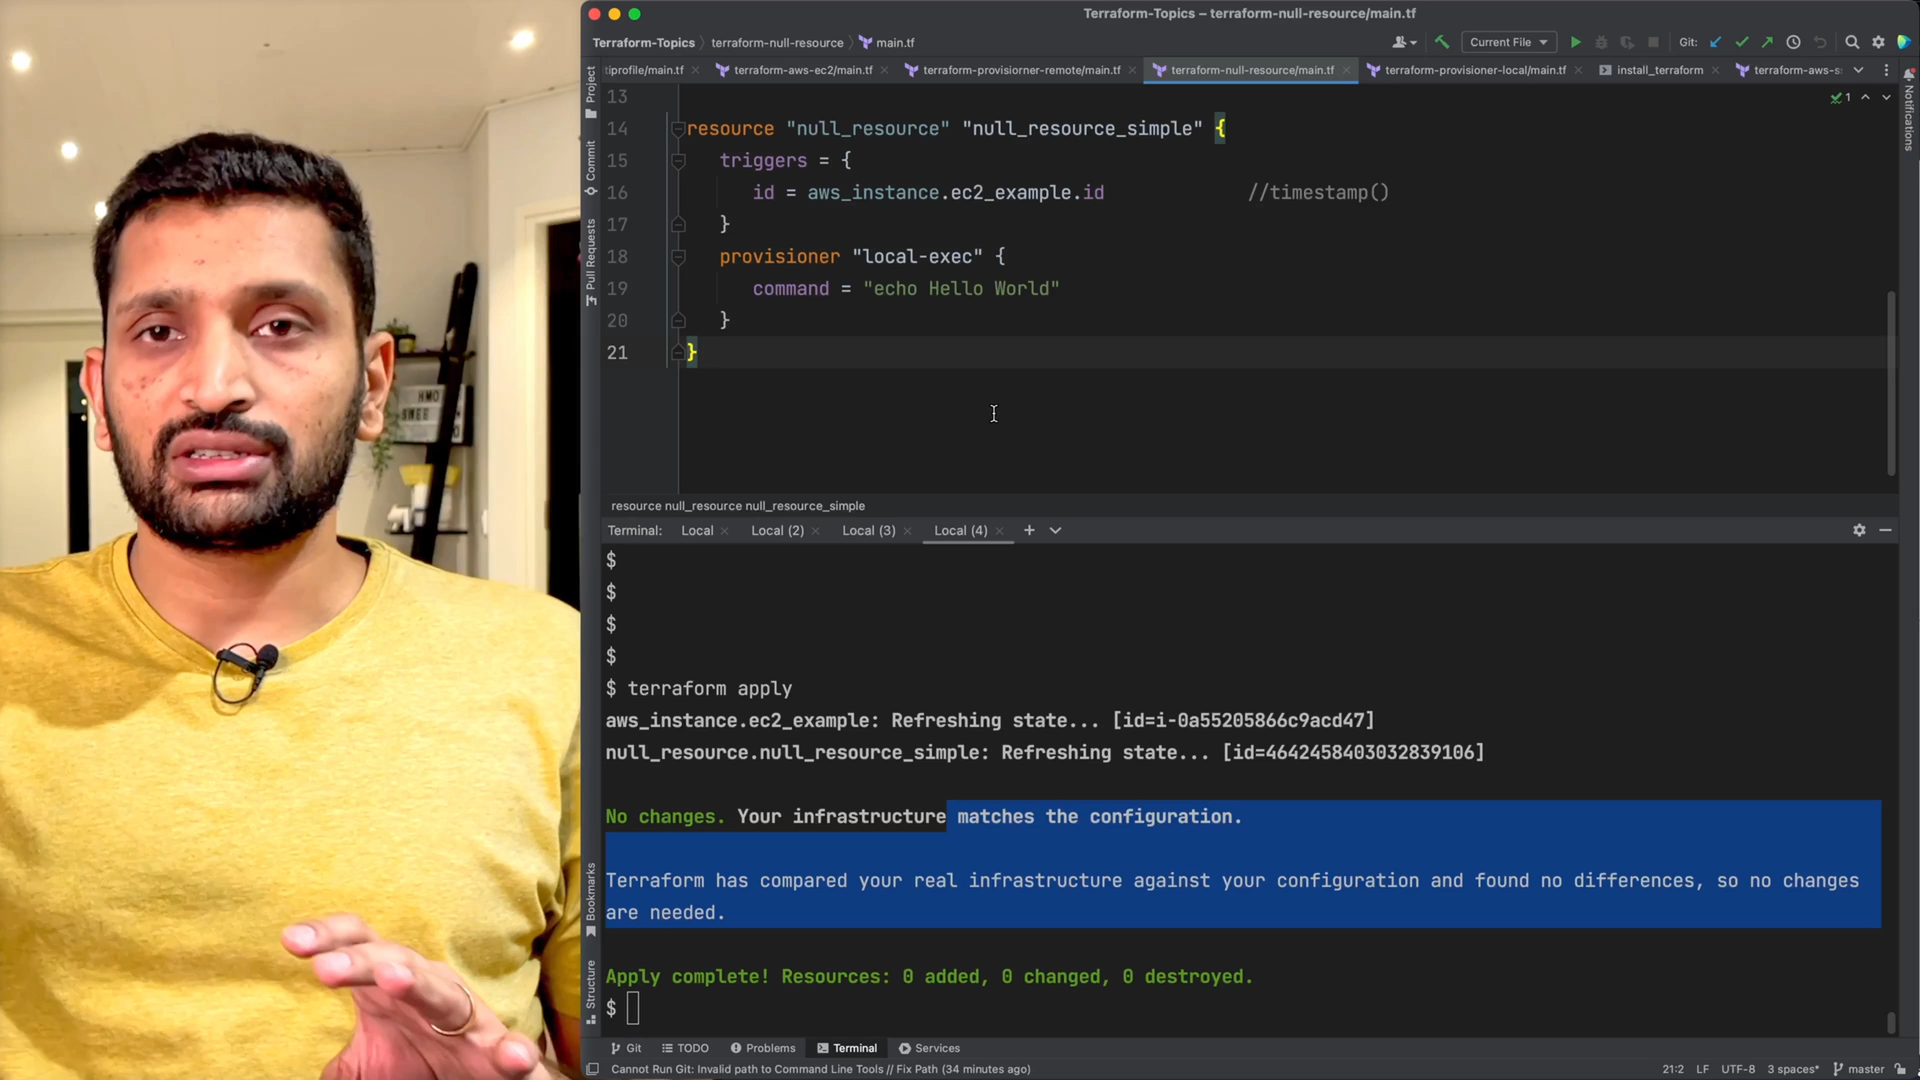 Terraform-Topics – terraform-null-resource/main.tf
Terraform-Topics terraform-null-resource main.tf Current File Git:
tiprofile/main.tf terraform-aws-ec2/main.tf terraform-provisiorner-remote/main.tf terraform-null-resource/main.tf terraform-provisioner-local/main.tf install_terraform terraform-aws-s
Project
Commit
Pull Requests
Bookmarks
Structure
Notifications
13
1
14 resource "null_resource" "null_resource_simple" {
15 triggers = {
16 id = aws_instance.ec2_example.id //timestamp()
17 }
18 provisioner "local-exec" {
19 command = "echo Hello World"
20 }
21 }
resource null_resource null_resource_simple
Terminal: Local Local (2) Local (3) Local (4)
$
$
$
$
$ terraform apply
aws_instance.ec2_example: Refreshing state... [id=i-0a55205866c9acd47]
null_resource.null_resource_simple: Refreshing state... [id=4642458403032839106]
No changes. Your infrastructure matches the configuration.
Terraform has compared your real infrastructure against your configuration and found no differences, so no changes
are needed.
Apply complete! Resources: 0 added, 0 changed, 0 destroyed.
$
Git TODO Problems Terminal Services
Cannot Run Git: Invalid path to Command Line Tools // Fix Path (34 minutes ago) 21:2 LF UTF-8 3 spaces* master
HMO
SWEE